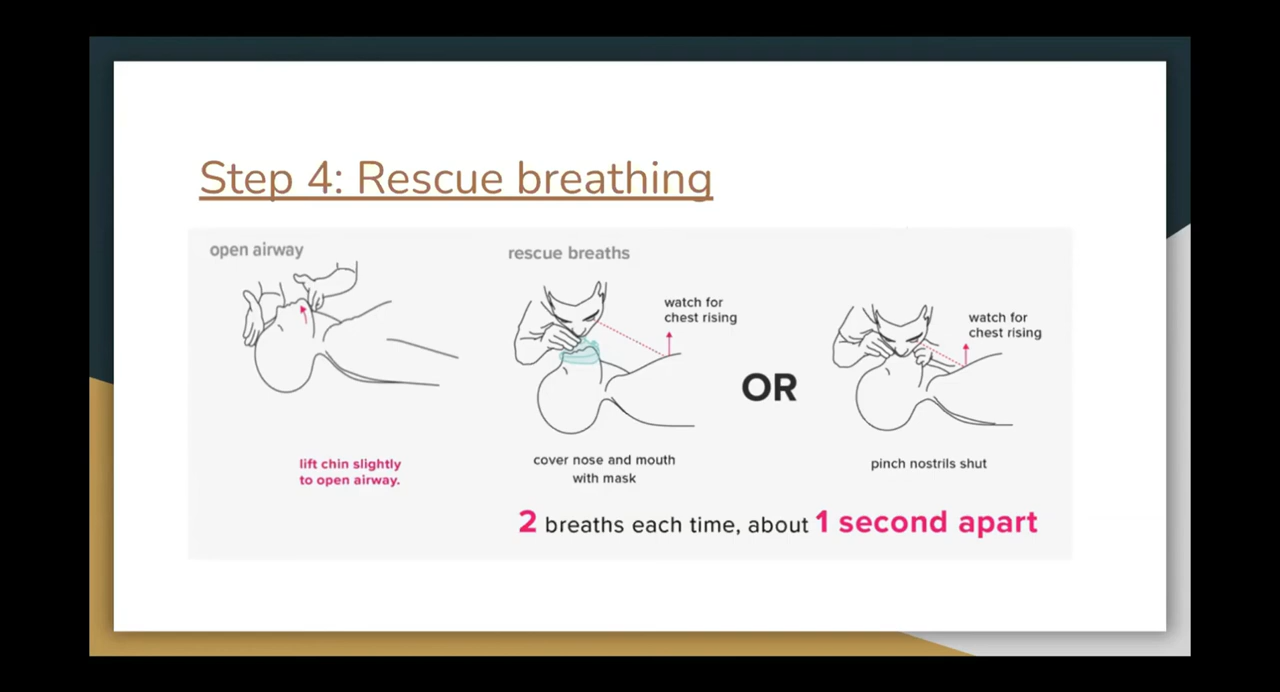 Step 4: Rescue breathing
open airway
lift chin slightly
to open airway.
rescue breaths
watch for
chest rising
cover nose and mouth
with mask
OR
watch for
chest rising
pinch nostrils shut
2 breaths each time, about 1 second apart